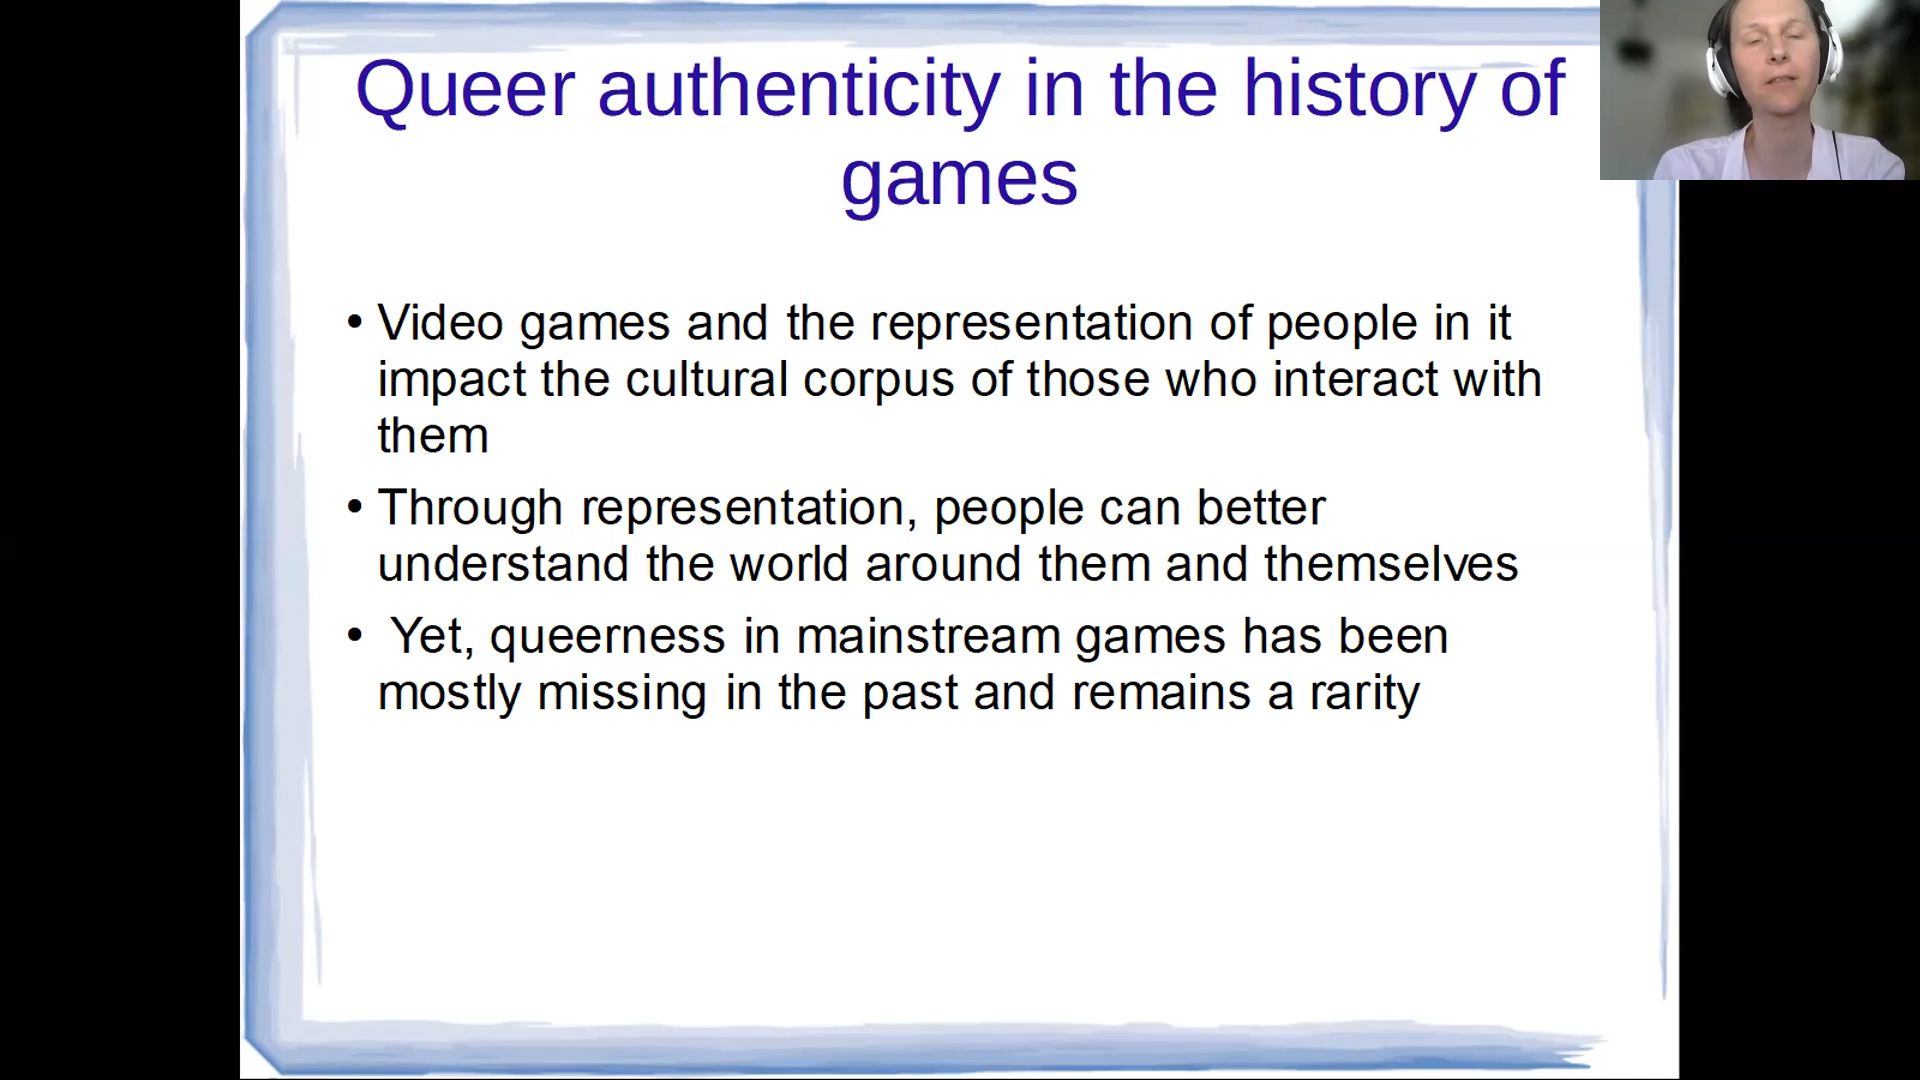 Queer authenticity in the history of
games
• Video games and the representation of people in it
impact the cultural corpus of those who interact with
them
• Through representation, people can better
understand the world around them and themselves
• Yet, queerness in mainstream games has been
mostly missing in the past and remains a rarity